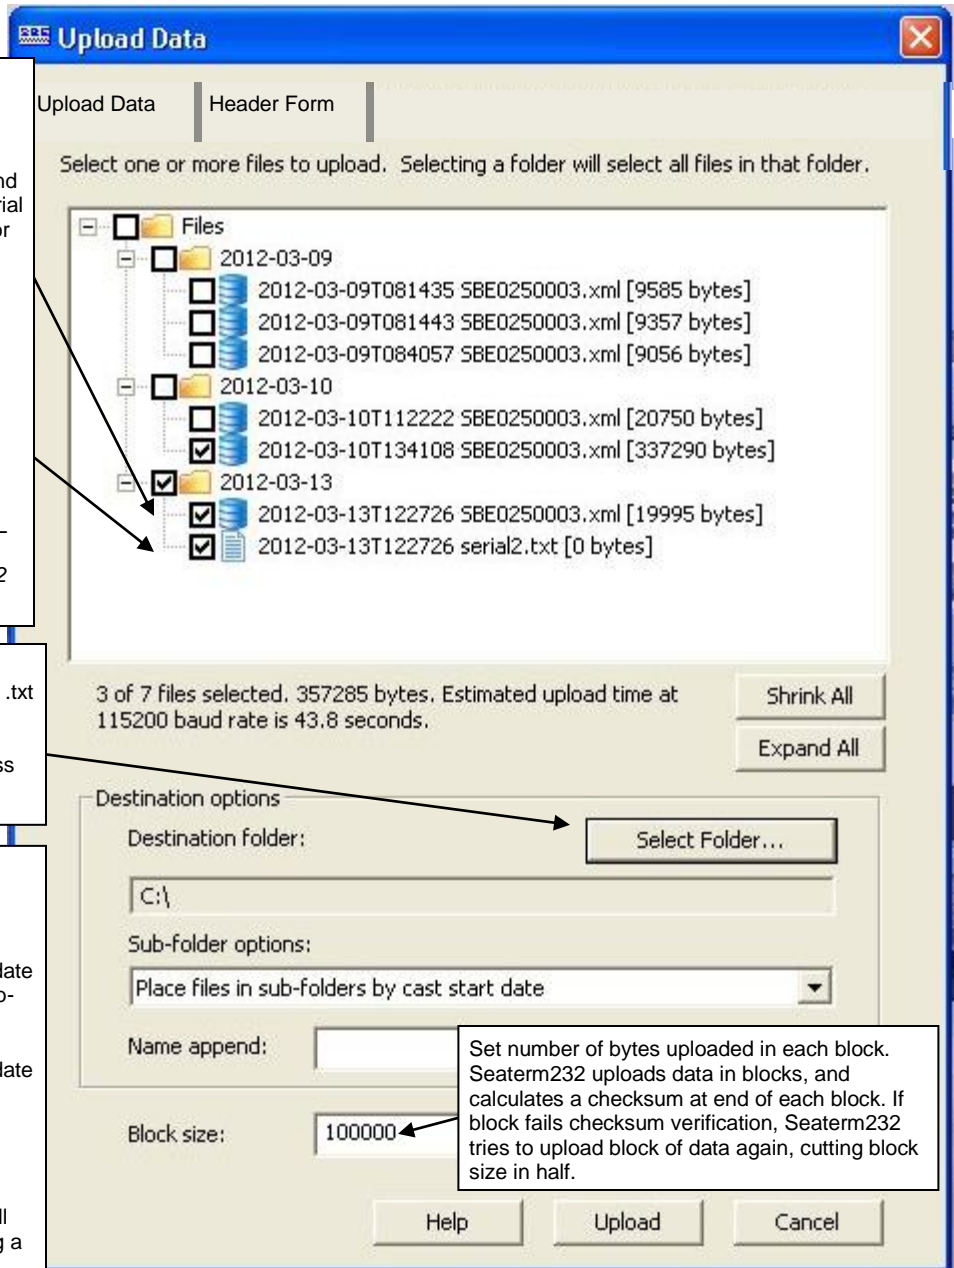 Upload Data
Upload Data
Header Form
Select one or more files to upload. Selecting a folder will select all files in that folder.
Files
2012-03-09
2012-03-09T081435 SBE0250003.xml [9585 bytes]
2012-03-09T081443 SBE0250003.xml [9357 bytes]
2012-03-09T084057 SBE0250003.xml [9056 bytes]
2012-03-10
2012-03-10T112222 SBE0250003.xml [20750 bytes]
2012-03-10T134108 SBE0250003.xml [337290 bytes]
2012-03-13
2012-03-13T122726 SBE0250003.xml [19995 bytes]
2012-03-13T122726 serial2.txt [0 bytes]
.txt
3 of 7 files selected. 357285 bytes. Estimated upload time at
115200 baud rate is 43.8 seconds.
Shrink All
Expand All
Destination options
Destination folder:
Select Folder...
C:\
Sub-folder options:
Place files in sub-folders by cast start date
Name append:
Block size:
100000
Set number of bytes uploaded in each block.
Seaterm232 uploads data in blocks, and
calculates a checksum at end of each block. If
block fails checksum verification, Seaterm232
tries to upload block of data again, cutting block
size in half.
Help
Upload
Cancel